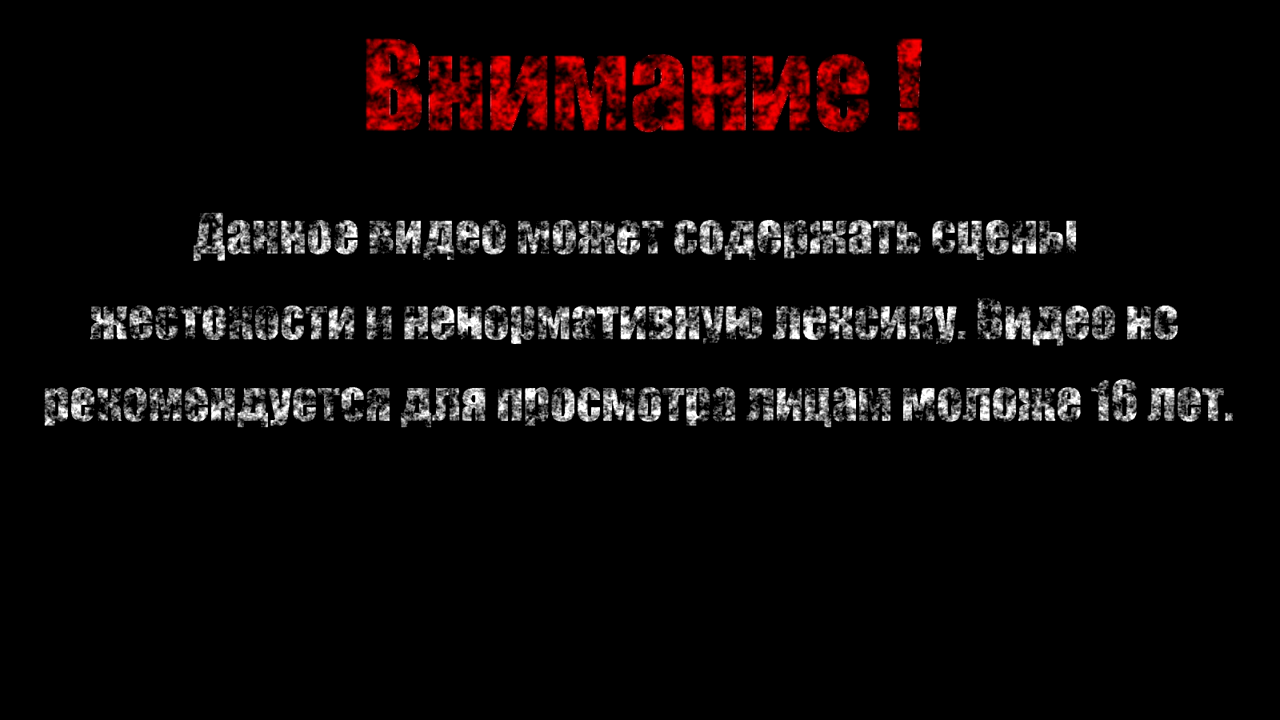 Внимание !
Данное видео может содержать сцены
жестокости и ненормативную лексику. Видео не
рекомендуется для просмотра лицам моложе 16 лет.